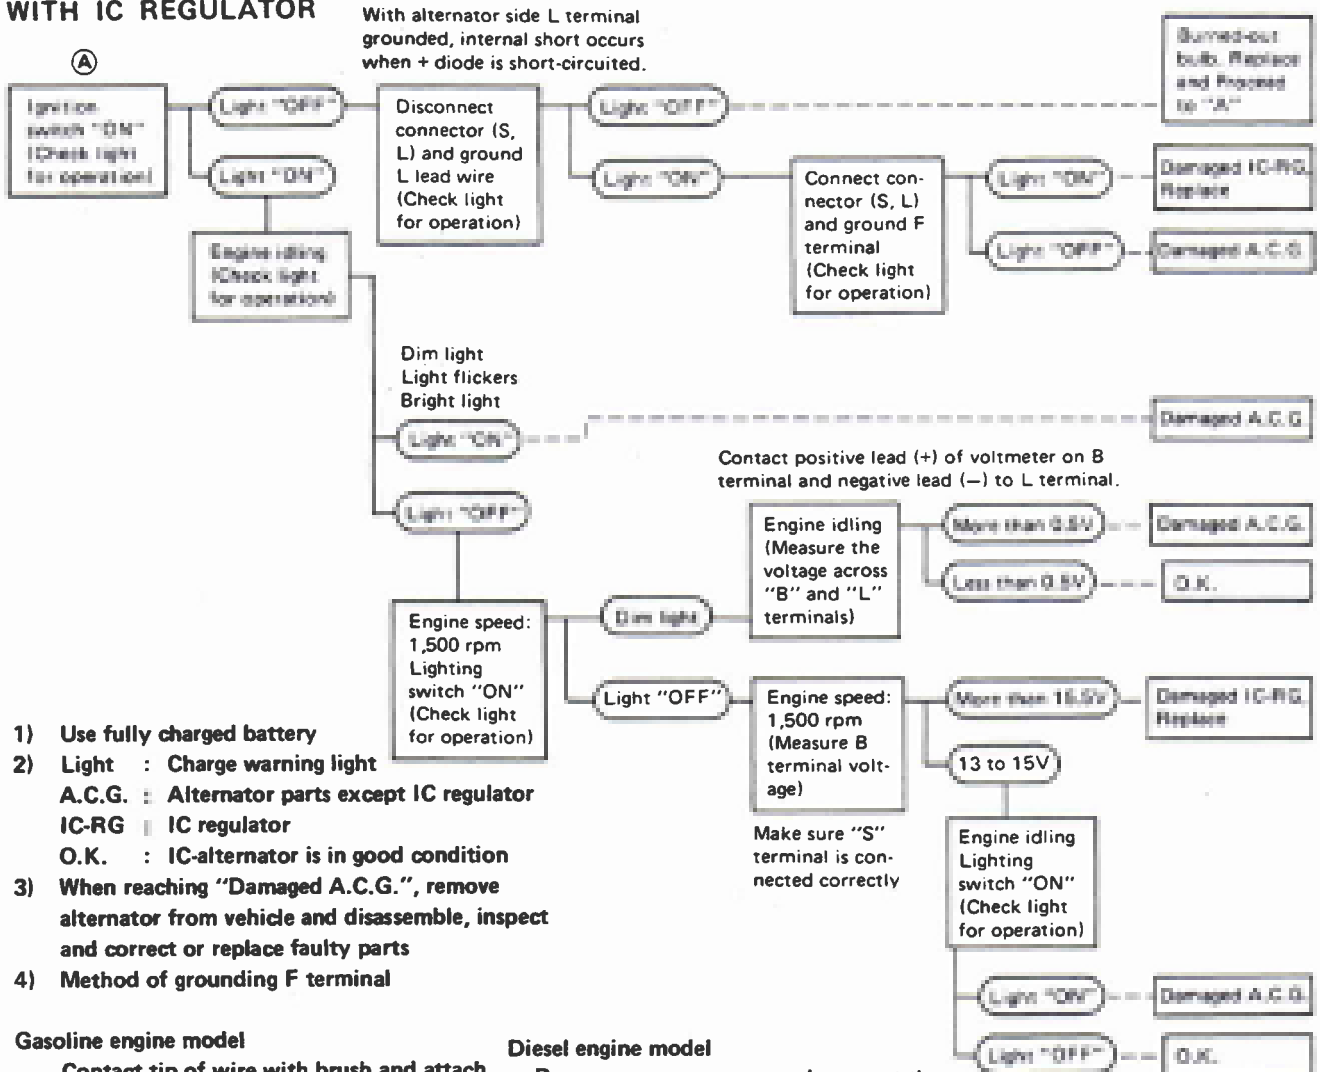 WITH IC REGULATOR
With alternator side L terminal
grounded, internal short occurs
when + diode is short-circuited.
A
Ignition
switch "ON"
(Check light
for operation)
Light "OFF"
Light "ON"
Disconnect
connector (S,
L) and ground
L lead wire
(Check light
for operation)
Light "OFF"
Burned-out
bulb. Replace
and Proceed
to "A"
Light "ON"
Connect con-
nector (S, L)
and ground F
terminal
(Check light
for operation)
Light "ON"
Damaged IC-RG.
Replace
Light "OFF"
Damaged A.C.G.
Engine idling
(Check light
for operation)
Dim light
Light flickers
Bright light
Light "ON"
Damaged A.C.G.
Light "OFF"
Contact positive lead (+) of voltmeter on B
terminal and negative lead (–) to L terminal.
Engine speed:
1,500 rpm
Lighting
switch "ON"
(Check light
for operation)
Dim light
Engine idling
(Measure the
voltage across
"B" and "L"
terminals)
More than 0.5V
Damaged A.C.G.
Less than 0.5V
O.K.
Light "OFF"
Engine speed:
1,500 rpm
(Measure B
terminal volt-
age)
Make sure "S"
terminal is con-
nected correctly
More than 15.5V
Damaged IC-RG.
Replace
13 to 15V
Engine idling
Lighting
switch "ON"
(Check light
for operation)
Light "ON"
Damaged A.C.G.
Light "OFF"
O.K.
1) Use fully charged battery
2) Light : Charge warning light
A.C.G. : Alternator parts except IC regulator
IC-RG : IC regulator
O.K. : IC-alternator is in good condition
3) When reaching "Damaged A.C.G.", remove
alternator from vehicle and disassemble, inspect
and correct or replace faulty parts
4) Method of grounding F terminal
Gasoline engine model
Contact tip of wire with brush and attach
Diesel engine model